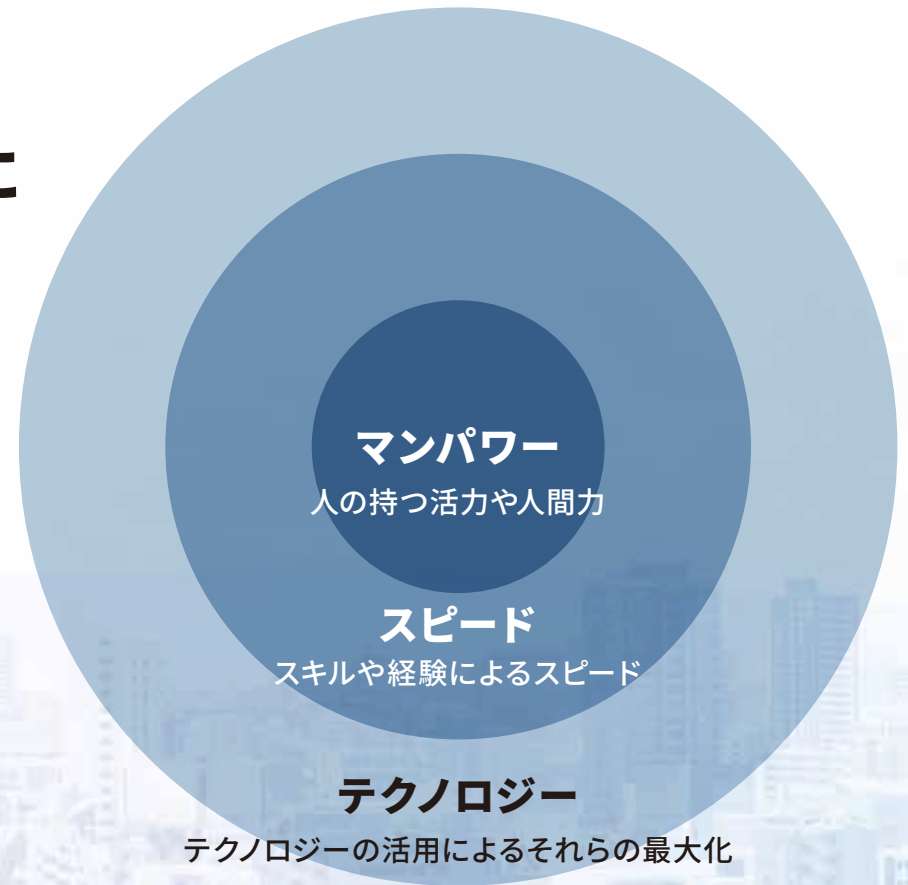 マンパワー
人の持つ活力や人間力
スピード
スキルや経験によるスピード
テクノロジー
テクノロジーの活用によるそれらの最大化